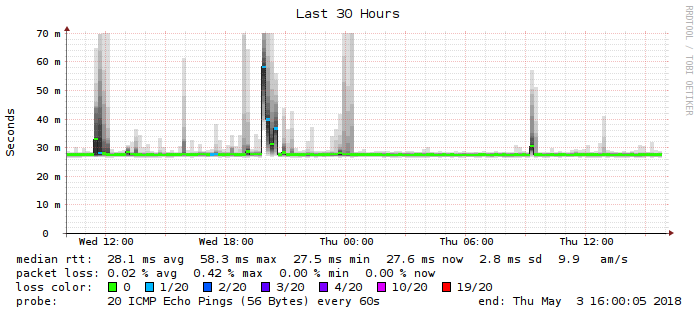 Last 30 Hours
RRDTOOL / TOBI OETIKER
Seconds
70 m
60 m
50 m
40 m
30 m
20 m
10 m
0
Wed 12:00 Wed 18:00 Thu 00:00 Thu 06:00 Thu 12:00
median rtt: 28.1 ms avg 58.3 ms max 27.5 ms min 27.6 ms now 2.8 ms sd 9.9 am/s
packet loss: 0.02 % avg 0.42 % max 0.00 % min 0.00 % now
loss color: 0 1/20 2/20 3/20 4/20 10/20 19/20
probe: 20 ICMP Echo Pings (56 Bytes) every 60s end: Thu May 3 16:00:05 2018